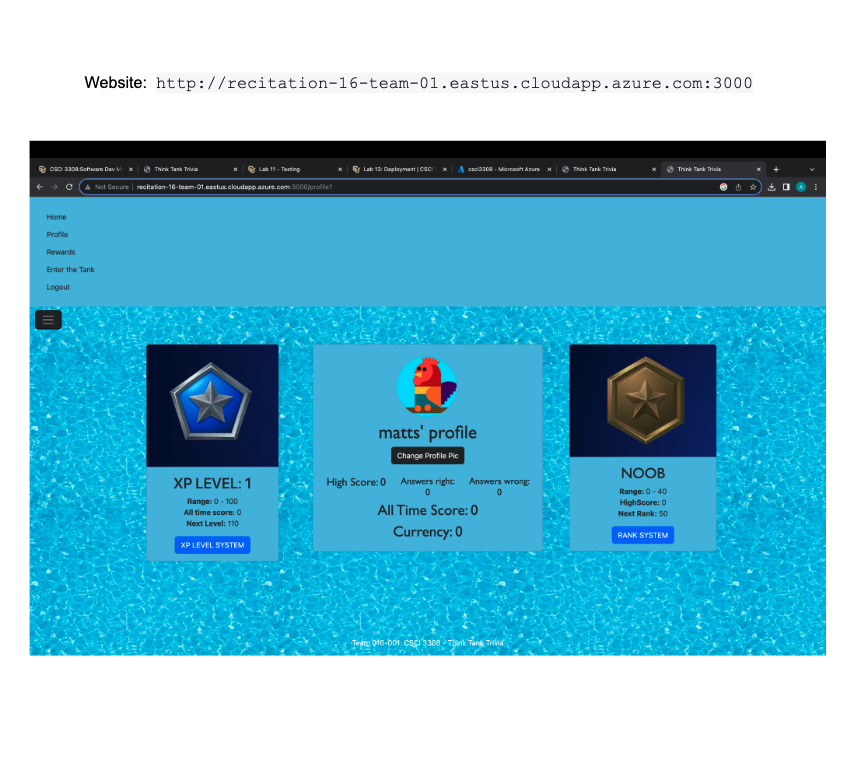 Website: http://recitation-16-team-01.eastus.cloudapp.azure.com:3000
CSCI 3308:Software Dev M
Think Tank Trivia
Lab 11 - Testing
Lab 13: Deployment | CSCI
csci3308 - Microsoft Azure
Think Tank Trivia
Think Tank Trivia
Not Secure | recitation-16-team-01.eastus.cloudapp.azure.com:3000/profile?
Home
Profile
Rewards
Enter the Tank
Logout
XP LEVEL: 1
Range: 0 - 100
All time score: 0
Next Level: 110
XP LEVEL SYSTEM
matts' profile
Change Profile Pic
High Score: 0
Answers right:
0
Answers wrong:
0
All Time Score: 0
Currency: 0
NOOB
Range: 0 - 40
HighScore: 0
Next Rank: 50
RANK SYSTEM
Team 016-001: CSCI 3308 - Think Tank Trivia